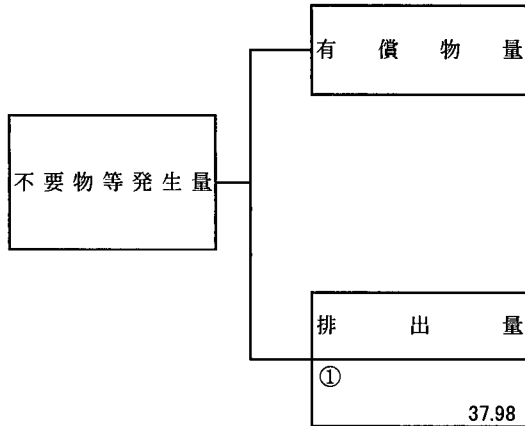 有償物量
不要物等発生量
排出量
①
37.98